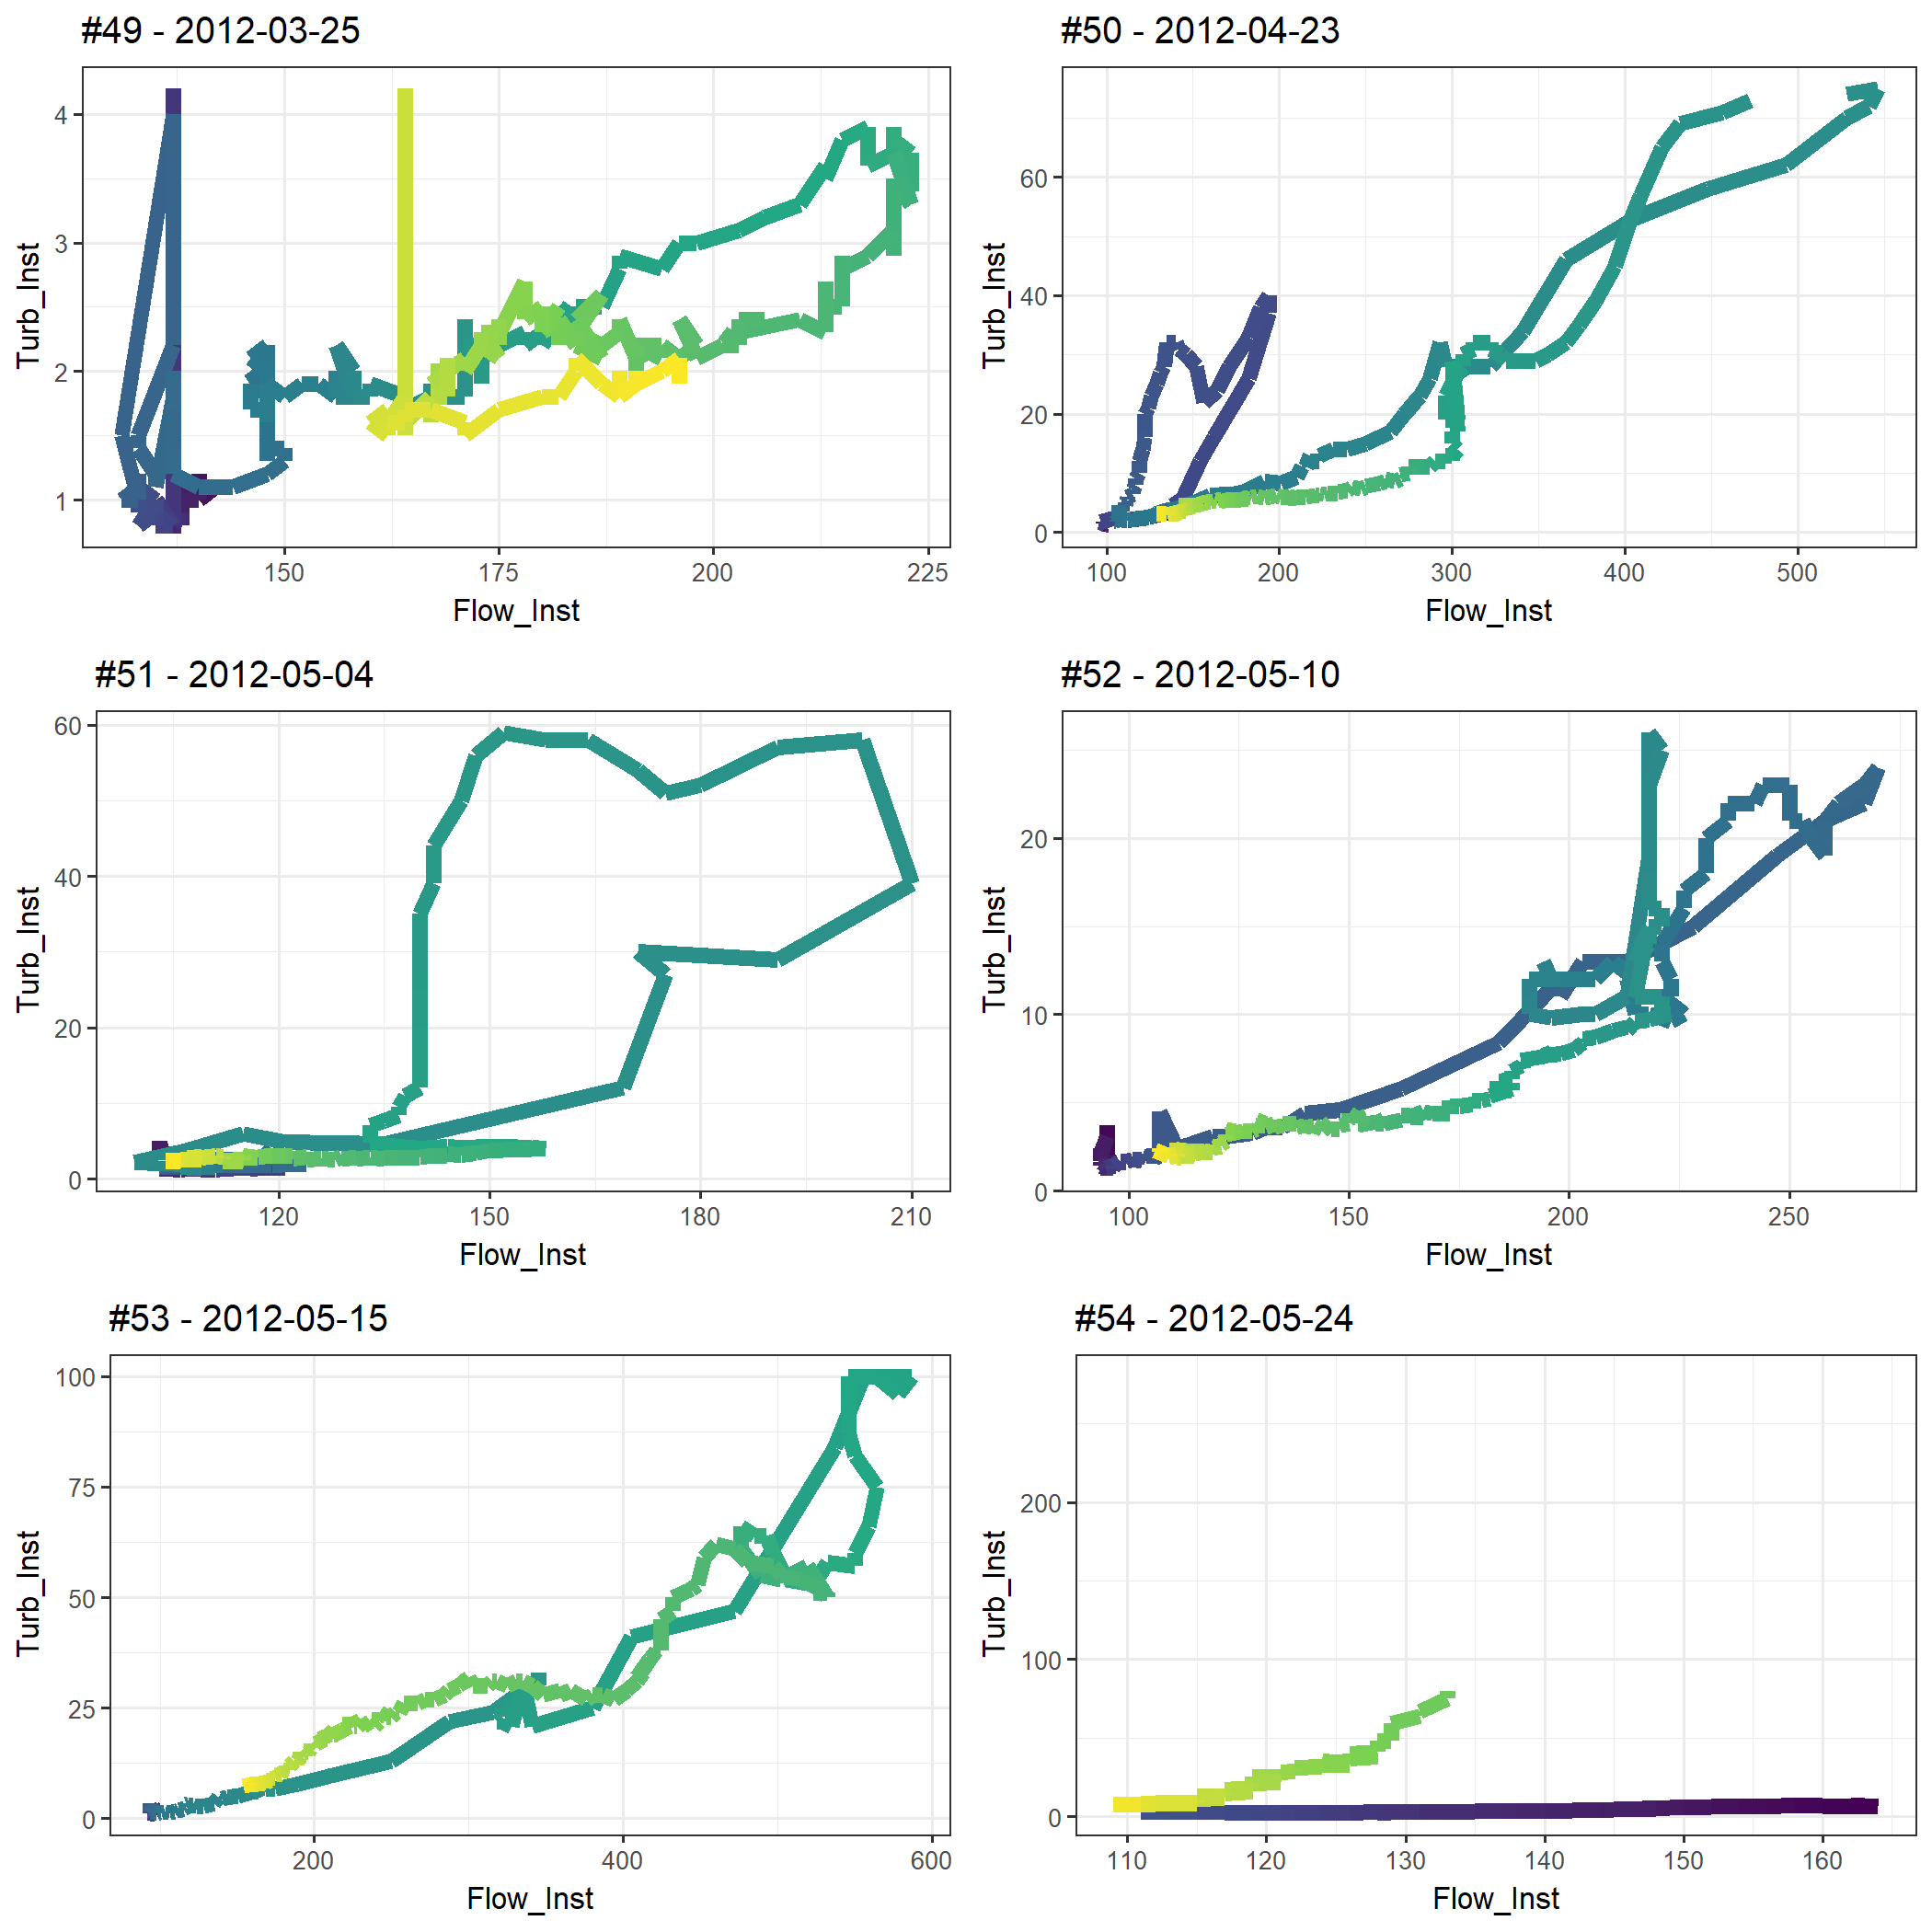 #49 - 2012-03-25
4
3
2
1
Turb_Inst
150 175 200 225
Flow_Inst
#50 - 2012-04-23
60
40
20
0
Turb_Inst
100 200 300 400 500
Flow_Inst
#51 - 2012-05-04
60
40
20
0
Turb_Inst
120 150 180 210
Flow_Inst
#52 - 2012-05-10
20
10
0
Turb_Inst
100 150 200 250
Flow_Inst
#53 - 2012-05-15
100
75
50
25
0
Turb_Inst
200 400 600
Flow_Inst
#54 - 2012-05-24
200
100
0
Turb_Inst
110 120 130 140 150 160
Flow_Inst